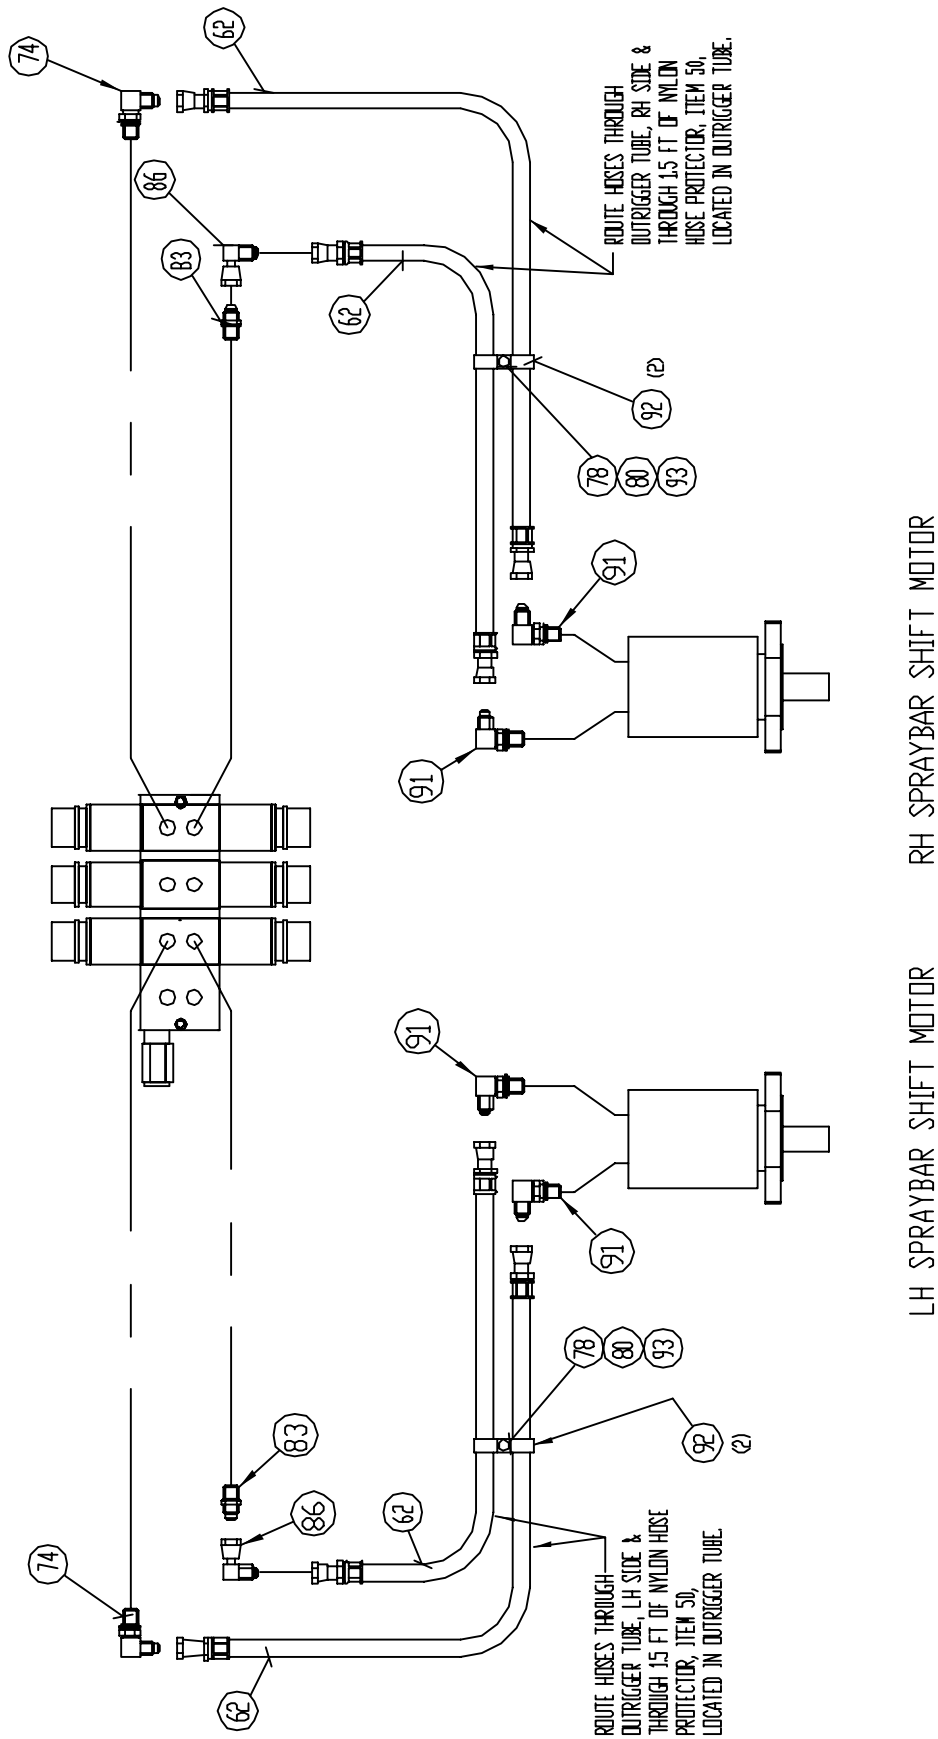 74
74
62
86
B3
62
83
86
62
62
91
91
91
91
78
80
93
92
(2)
78
80
93
92
(2)
ROUTE HOSES THROUGH
OUTRIGGER TUBE, LH SIDE &
THROUGH 1.5 FT OF NYLON HOSE
PROTECTOR, ITEM 50,
LOCATED IN OUTRIGGER TUBE.
ROUTE HOSES THROUGH
OUTRIGGER TUBE, RH SIDE &
THROUGH 1.5 FT OF NYLON
HOSE PROTECTOR, ITEM 50,
LOCATED IN OUTRIGGER TUBE.
LH SPRAYBAR SHIFT MOTOR
RH SPRAYBAR SHIFT MOTOR